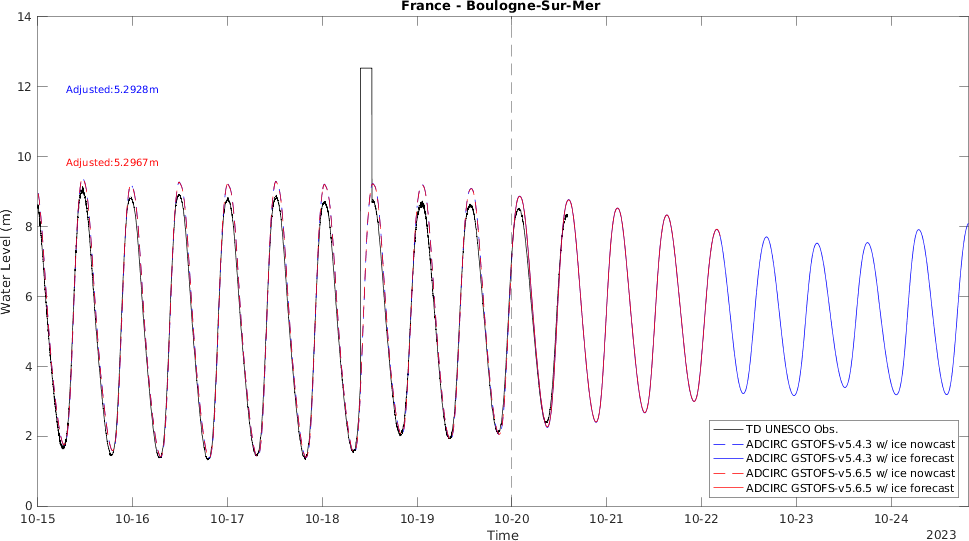 France - Boulogne-Sur-Mer
14
12
10
8
6
4
2
0
Water Level (m)
Adjusted:5.2928m
Adjusted:5.2967m
TD UNESCO Obs.
ADCIRC GSTOFS-v5.4.3 w/ ice nowcast
ADCIRC GSTOFS-v5.4.3 w/ ice forecast
ADCIRC GSTOFS-v5.6.5 w/ ice nowcast
ADCIRC GSTOFS-v5.6.5 w/ ice forecast
10-15 10-16 10-17 10-18 10-19 10-20 10-21 10-22 10-23 10-24
Time
2023